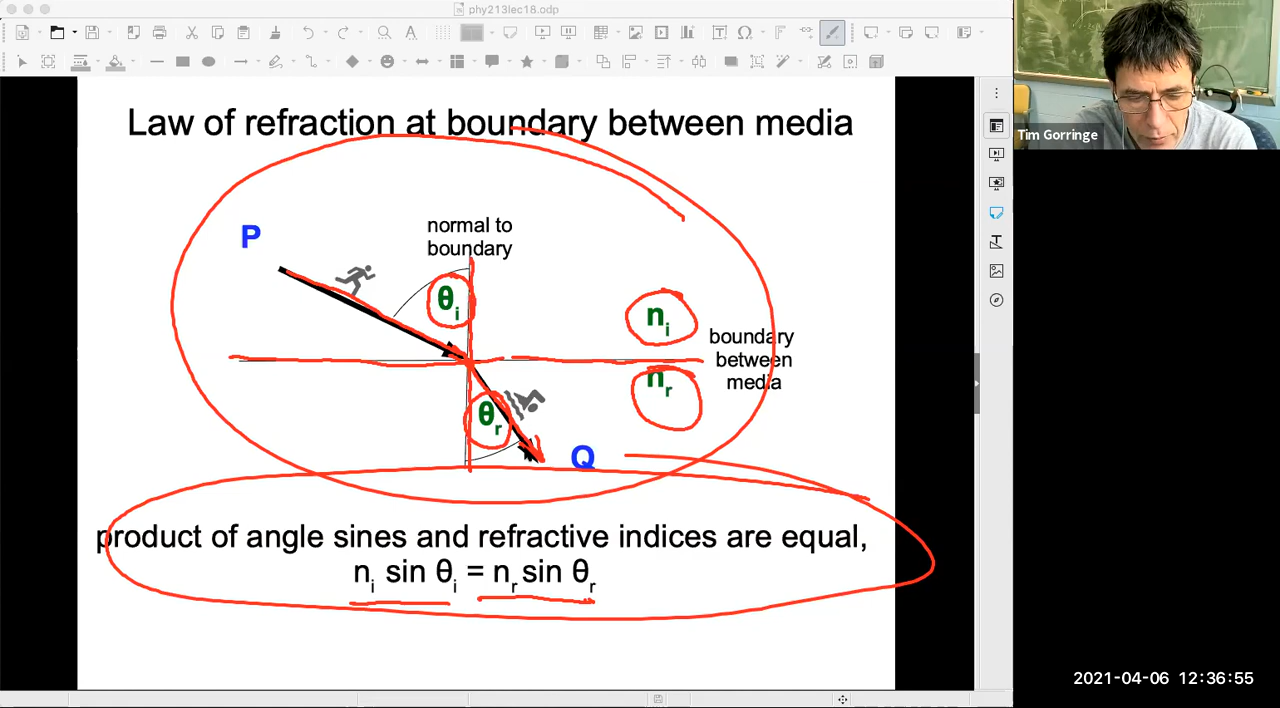 phy213lec18.odp
Law of refraction at boundary between media
P
normal to
boundary
θi
ni
boundary
between
media
nr
θr
Q
product of angle sines and refractive indices are equal,
ni sin θi = nr sin θr
Tim Gorringe
2021-04-06 12:36:55